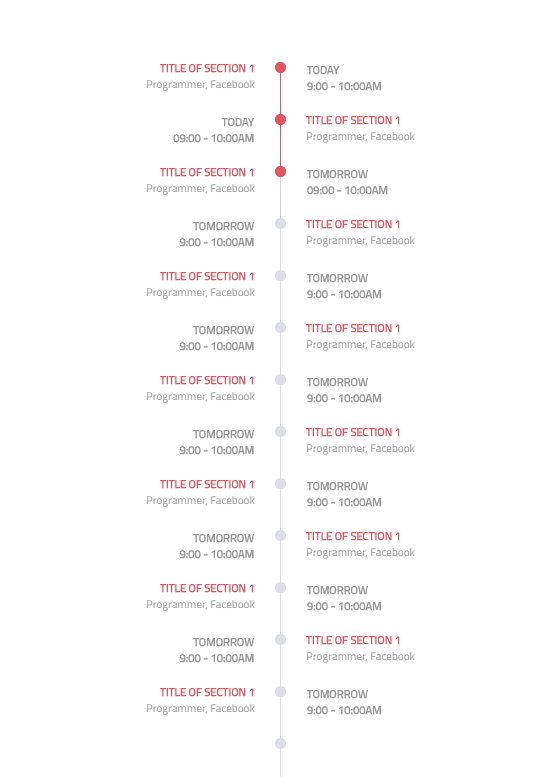 TITLE OF SECTION 1
Programmer, Facebook
TODAY
9:00 - 10:00AM
TODAY
09:00 - 10:00AM
TITLE OF SECTION 1
Programmer, Facebook
TITLE OF SECTION 1
Programmer, Facebook
TOMORROW
09:00 - 10:00AM
TOMORROW
9:00 - 10:00AM
TITLE OF SECTION 1
Programmer, Facebook
TITLE OF SECTION 1
Programmer, Facebook
TOMORROW
9:00 - 10:00AM
TOMORROW
9:00 - 10:00AM
TITLE OF SECTION 1
Programmer, Facebook
TITLE OF SECTION 1
Programmer, Facebook
TOMORROW
9:00 - 10:00AM
TOMORROW
9:00 - 10:00AM
TITLE OF SECTION 1
Programmer, Facebook
TITLE OF SECTION 1
Programmer, Facebook
TOMORROW
9:00 - 10:00AM
TOMORROW
9:00 - 10:00AM
TITLE OF SECTION 1
Programmer, Facebook
TITLE OF SECTION 1
Programmer, Facebook
TOMORROW
9:00 - 10:00AM
TOMORROW
9:00 - 10:00AM
TITLE OF SECTION 1
Programmer, Facebook
TITLE OF SECTION 1
Programmer, Facebook
TOMORROW
9:00 - 10:00AM